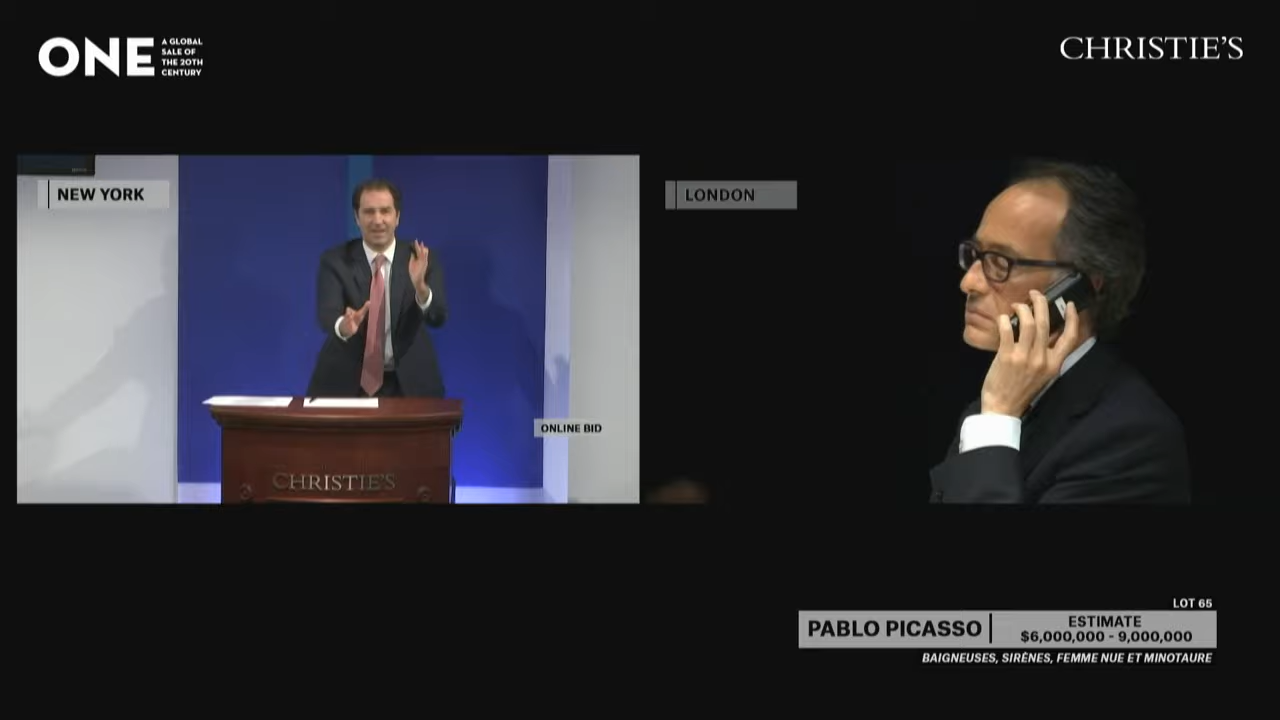 ONE
A GLOBAL
SALE OF
THE 20TH
CENTURY
CHRISTIE'S
NEW YORK
LONDON
ONLINE BID
CHRISTIE'S
LOT 65
PABLO PICASSO
ESTIMATE
$6,000,000 - 9,000,000
BAIGNEUSES, SIRÈNES, FEMME NUE ET MINOTAURE